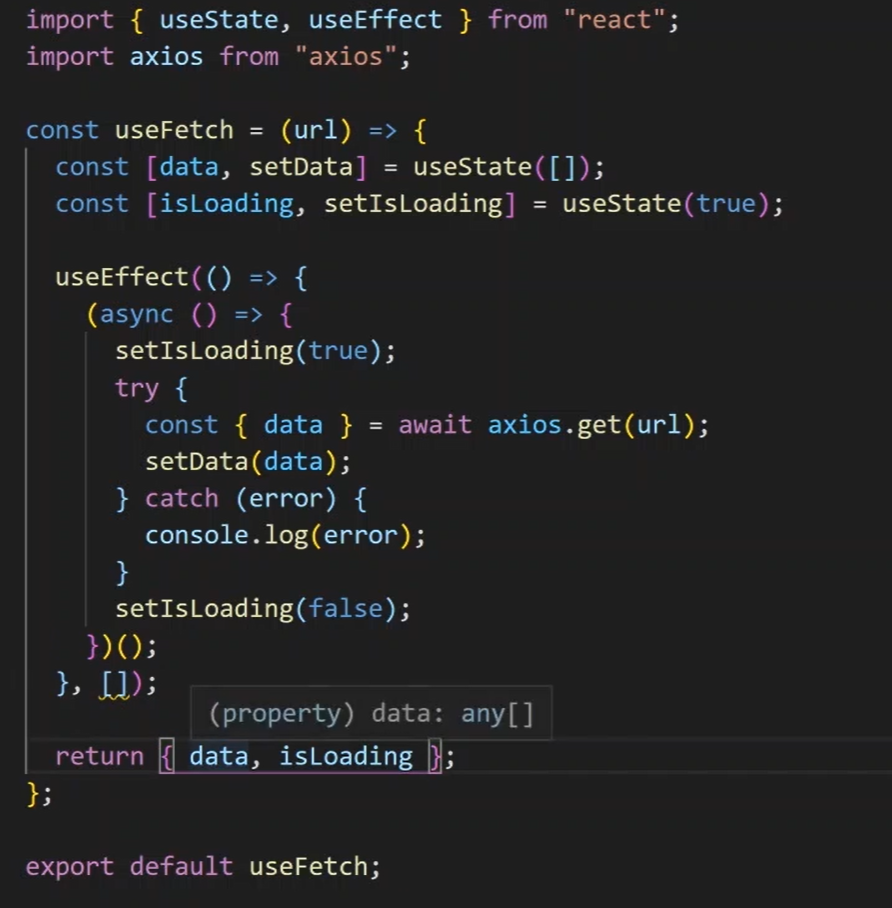 import { useState, useEffect } from "react";
import axios from "axios";
const useFetch = (url) => {
const [data, setData] = useState([]);
const [isLoading, setIsLoading] = useState(true);
useEffect(() => {
(async () => {
setIsLoading(true);
try {
const { data } = await axios.get(url);
setData(data);
} catch (error) {
console.log(error);
}
setIsLoading(false);
})();
}, []);
(property) data: any[]
return { data, isLoading };
};
export default useFetch;